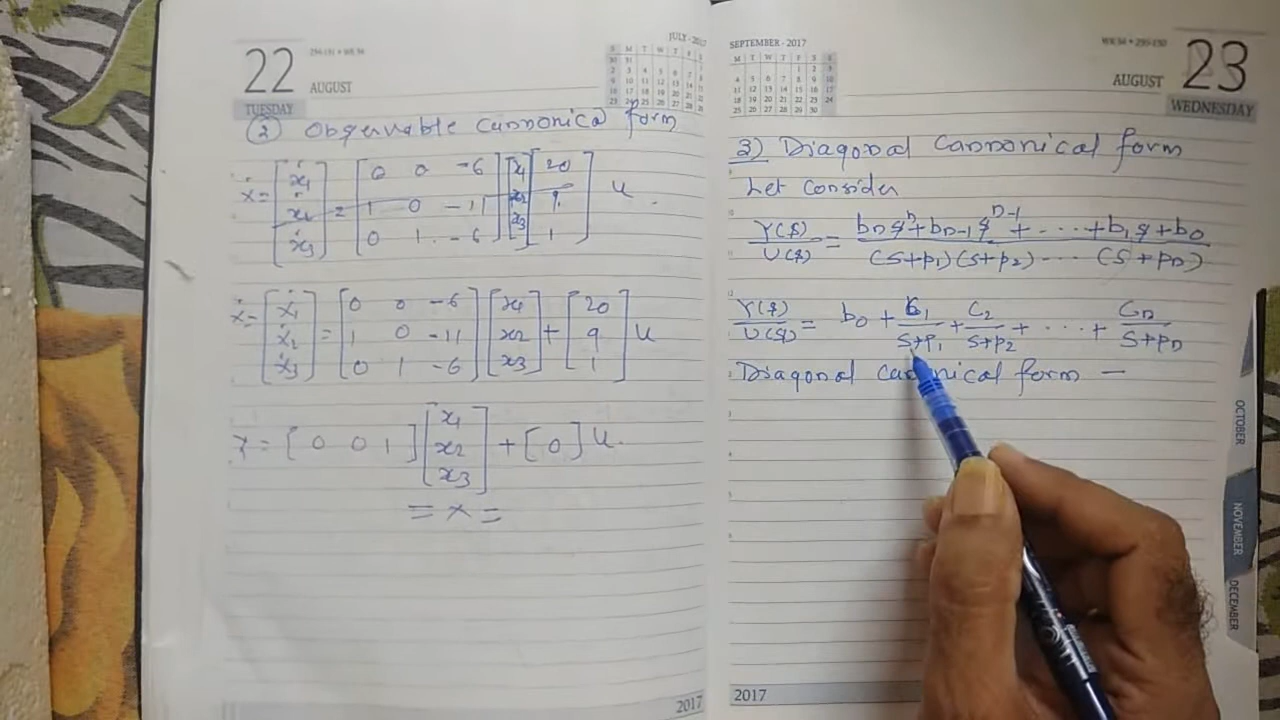 22
AUGUST
TUESDAY
JULY - 2017
② Observable Cannonical form
ẋ = [ẋ1 ẋ2 ẋ3] = [0 0 -6; 1 0 -11; 0 1 -6] [x1 x2 x3] [20 9 1] u
ẋ = [ẋ1 ẋ2 ẋ3] = [0 0 -6; 1 0 -11; 0 1 -6] [x1 x2 x3] + [20 9 1] u
Y = [0 0 1] [x1 x2 x3] + [0] u.
= x =
2017
SEPTEMBER - 2017
AUGUST
23
WEDNESDAY
3) Diagonal Cannonical form
Let Consider
Y(s)/U(s) = (bn s^n + bn-1 s^n-1 + .... + b1 s + b0) / ((s+p1)(s+p2) .... (s+pn))
Y(s)/U(s) = b0 + C1/(s+p1) + C2/(s+p2) + .... + Cn/(s+pn)
Diagonal canonical form —
OCTOBER
NOVEMBER
DECEMBER
2017